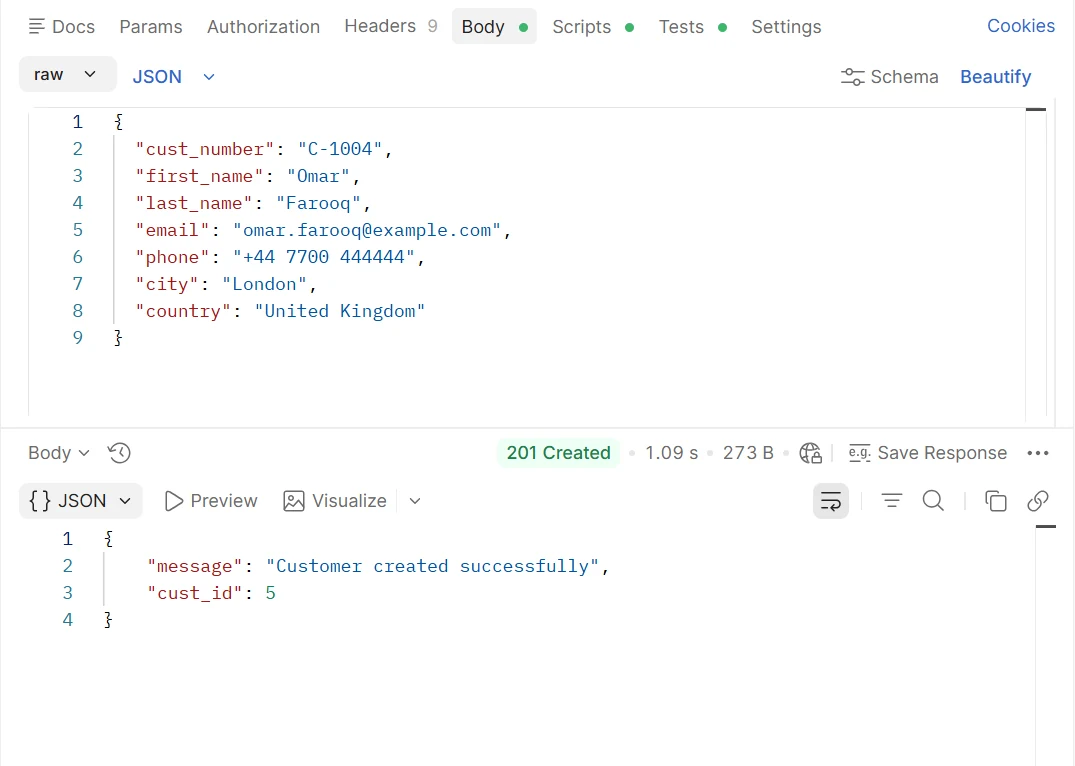 Docs Params Authorization Headers 9 Body Scripts Tests Settings Cookies
raw JSON Schema Beautify
1 {
2 "cust_number": "C-1004",
3 "first_name": "Omar",
4 "last_name": "Farooq",
5 "email": "omar.farooq@example.com",
6 "phone": "+44 7700 444444",
7 "city": "London",
8 "country": "United Kingdom"
9 }
Body 201 Created 1.09 s 273 B e.g. Save Response
{} JSON Preview Visualize
1 {
2 "message": "Customer created successfully",
3 "cust_id": 5
4 }